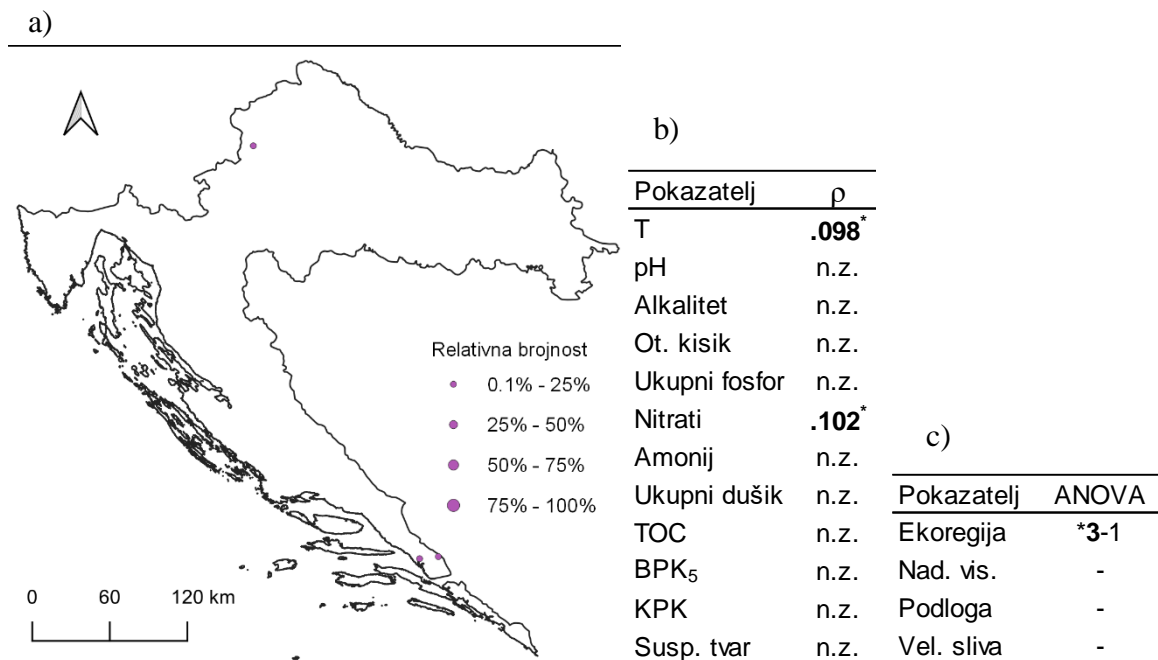 a)
Relativna brojnost
0.1% - 25%
25% - 50%
50% - 75%
75% - 100%
0 60 120 km
b)
Pokazatelj ρ
T .098*
pH n.z.
Alkalitet n.z.
Ot. kisik n.z.
Ukupni fosfor n.z.
Nitrati .102*
Amonij n.z.
Ukupni dušik n.z.
TOC n.z.
BPK5 n.z.
KPK n.z.
Susp. tvar n.z.
c)
Pokazatelj ANOVA
Ekoregija *3-1
Nad. vis. -
Podloga -
Vel. sliva -